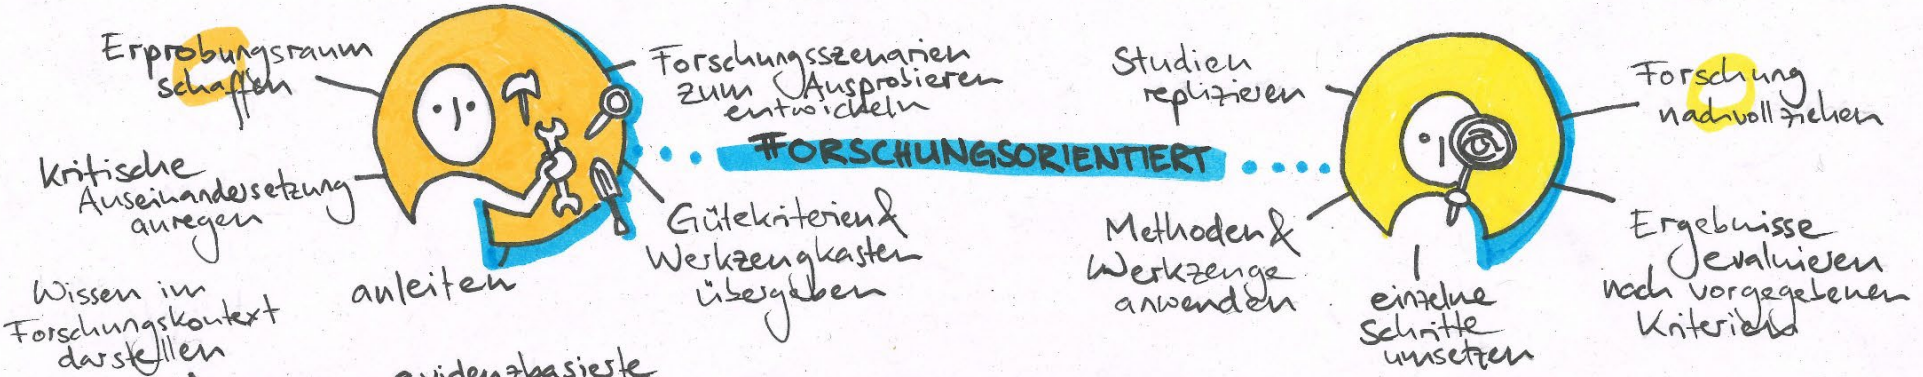 Erprobungsraum
schaffen
Kritische
Auseinandersetzung
anregen
Wissen im
Forschungskontext
darstellen
anleiten
evidenzbasierte
Forschungsszenarien
zum Ausprobieren
entwickeln
Gütekriterien &
Werkzeugkasten
übergeben
FORSCHUNGSORIENTIERT
Studien
replizieren
Methoden &
Werkzeuge
anwenden
einzelne
Schritte
umsetzen
Forschung
nachvollziehen
Ergebnisse
evaluieren
nach vorgegebenen
Kriterien